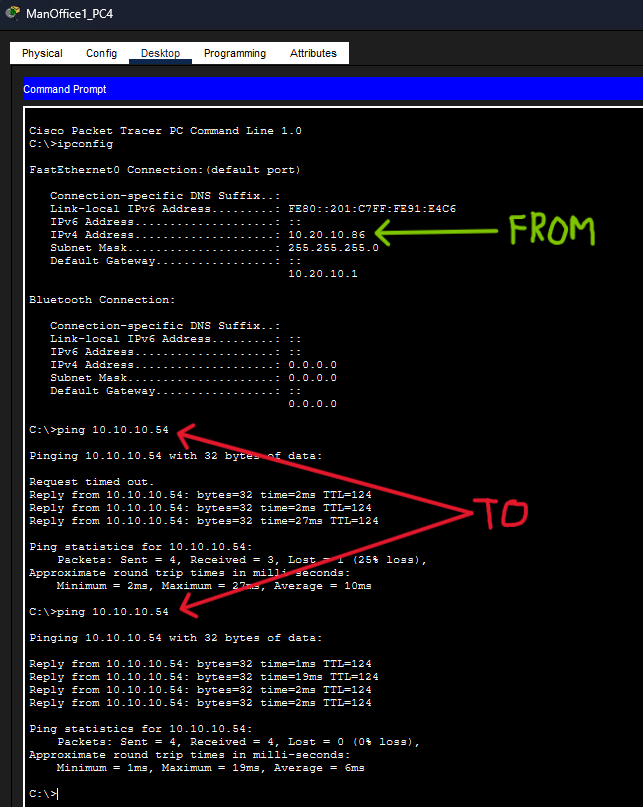 ManOffice1_PC4
Physical Config Desktop Programming Attributes
Command Prompt
Cisco Packet Tracer PC Command Line 1.0
C:\>ipconfig
FastEthernet0 Connection:(default port)
Connection-specific DNS Suffix..:
Link-local IPv6 Address.........: FE80::201:C7FF:FE91:E4C6
IPv6 Address....................: ::
IPv4 Address....................: 10.20.10.86
Subnet Mask.....................: 255.255.255.0
Default Gateway.................: ::
10.20.10.1
FROM
Bluetooth Connection:
Connection-specific DNS Suffix..:
Link-local IPv6 Address.........: ::
IPv6 Address....................: ::
IPv4 Address....................: 0.0.0.0
Subnet Mask.....................: 0.0.0.0
Default Gateway.................: ::
0.0.0.0
C:\>ping 10.10.10.54
Pinging 10.10.10.54 with 32 bytes of data:
Request timed out.
Reply from 10.10.10.54: bytes=32 time=2ms TTL=124
Reply from 10.10.10.54: bytes=32 time=2ms TTL=124
Reply from 10.10.10.54: bytes=32 time=27ms TTL=124
TO
Ping statistics for 10.10.10.54:
Packets: Sent = 4, Received = 3, Lost = 1 (25% loss),
Approximate round trip times in milli-seconds:
Minimum = 2ms, Maximum = 27ms, Average = 10ms
C:\>ping 10.10.10.54
Pinging 10.10.10.54 with 32 bytes of data:
Reply from 10.10.10.54: bytes=32 time=1ms TTL=124
Reply from 10.10.10.54: bytes=32 time=19ms TTL=124
Reply from 10.10.10.54: bytes=32 time=2ms TTL=124
Reply from 10.10.10.54: bytes=32 time=2ms TTL=124
Ping statistics for 10.10.10.54:
Packets: Sent = 4, Received = 4, Lost = 0 (0% loss),
Approximate round trip times in milli-seconds:
Minimum = 1ms, Maximum = 19ms, Average = 6ms
C:\>